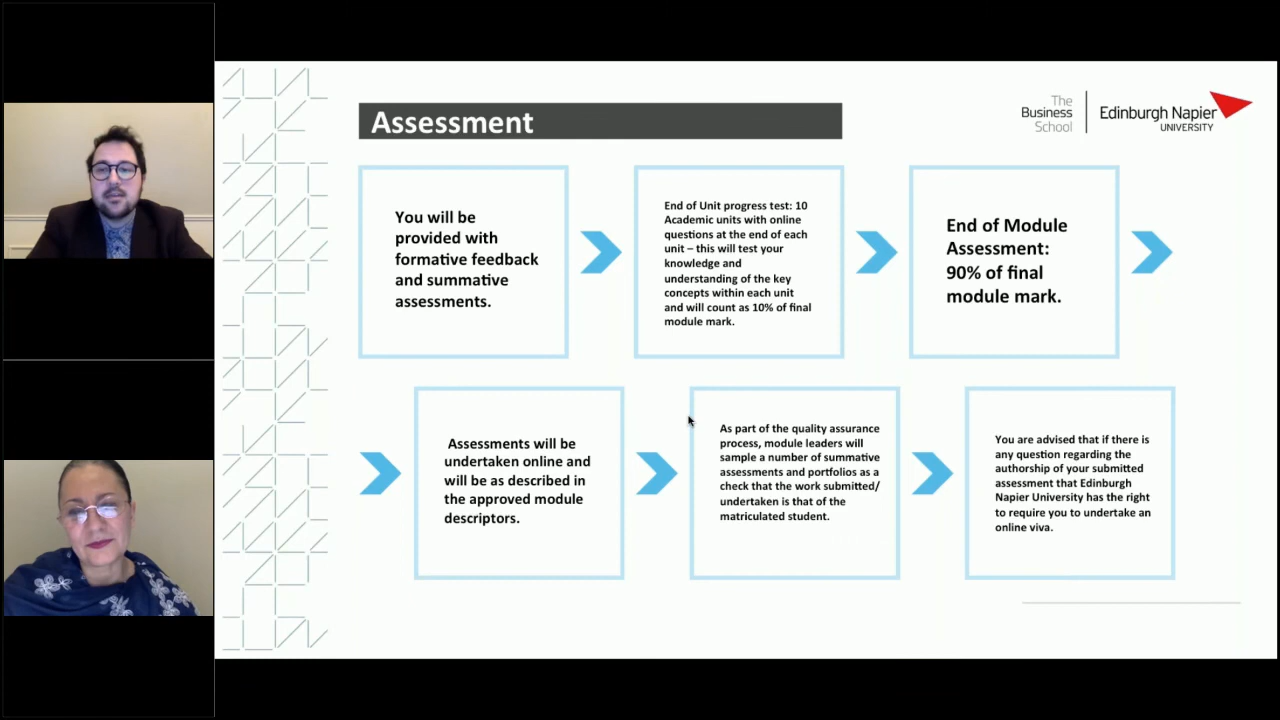 Assessment
The
Business
School
Edinburgh Napier
UNIVERSITY
You will be
provided with
formative feedback
and summative
assessments.
End of Unit progress test: 10
Academic units with online
questions at the end of each
unit – this will test your
knowledge and
understanding of the key
concepts within each unit
and will count as 10% of final
module mark.
End of Module
Assessment:
90% of final
module mark.
Assessments will be
undertaken online and
will be as described in
the approved module
descriptors.
As part of the quality assurance
process, module leaders will
sample a number of summative
assessments and portfolios as a
check that the work submitted/
undertaken is that of the
matriculated student.
You are advised that if there is
any question regarding the
authorship of your submitted
assessment that Edinburgh
Napier University has the right
to require you to undertake an
online viva.